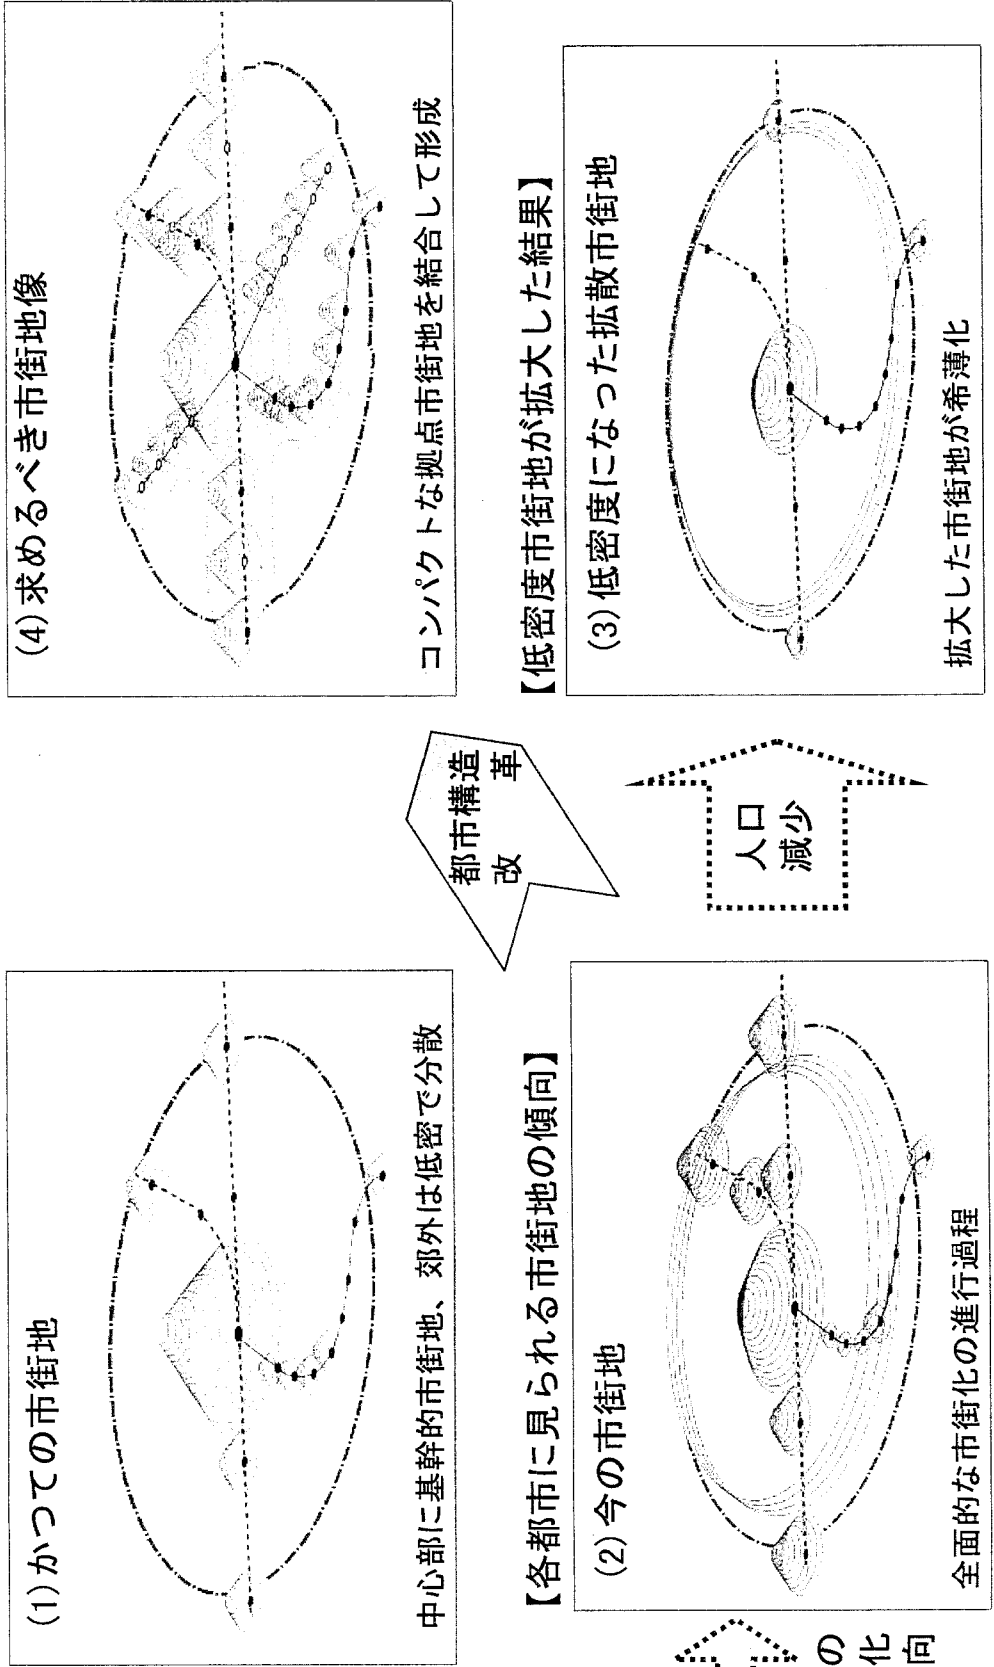 (1)かつての市街地
中心部に基幹的市街地、郊外は低密で分散
(4)求めるべき市街地像
コンパクトな拠点市街地を結合して形成
都市構造
改　革
【各都市に見られる市街地の傾向】
(2)今の市街地
全面的な市街化の進行過程
人口
減少
【低密度市街地が拡大した結果】
(3)低密度になった拡散市街地
拡大した市街地が希薄化
の
化
向